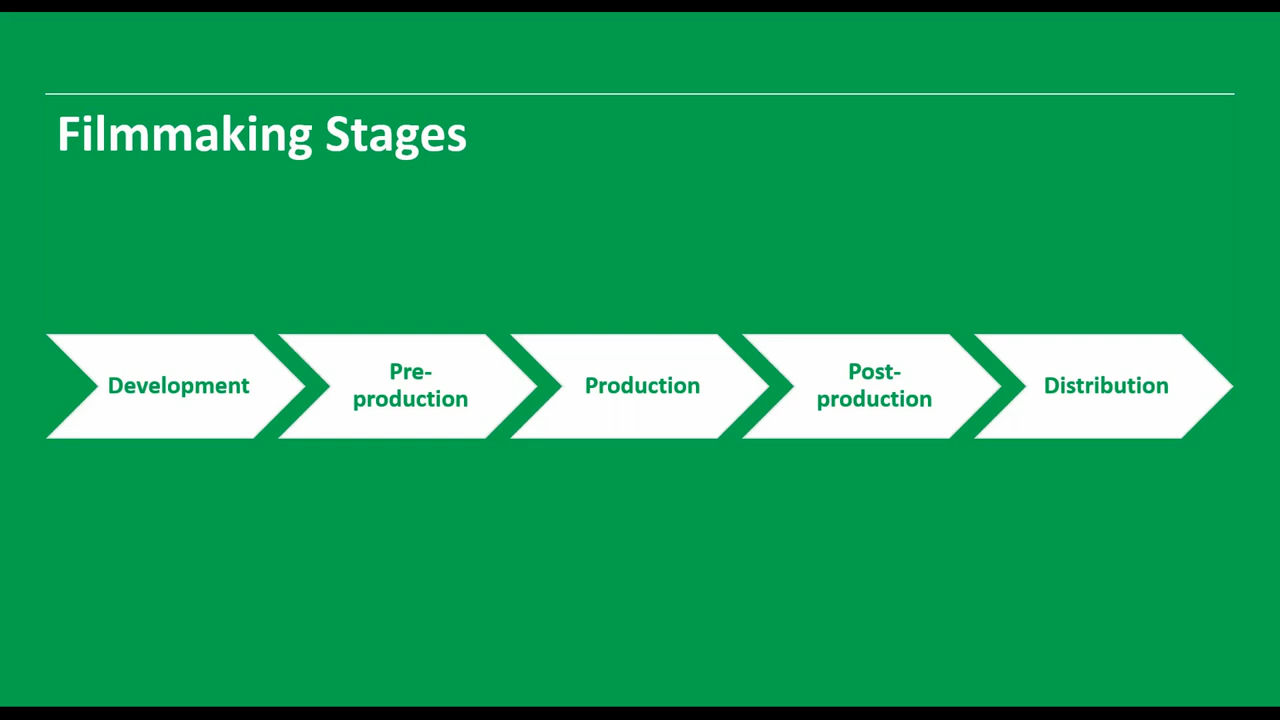 Filmmaking Stages
Development
Pre-
production
Production
Post-
production
Distribution